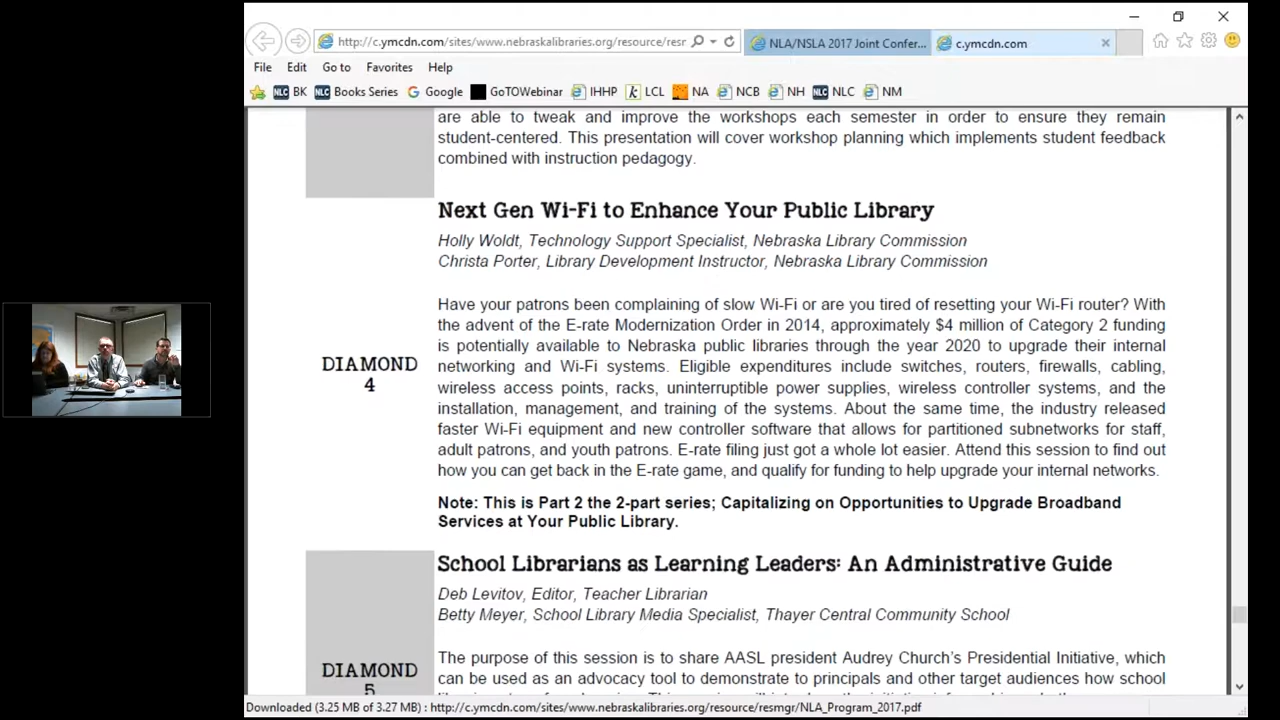 http://c.ymcdn.com/sites/www.nebraskalibraries.org/resource/resr
NLA/NSLA 2017 Joint Confer...
c.ymcdn.com
File Edit Go to Favorites Help
NLC BK NLC Books Series G Google GoTOWebinar IHHP k LCL NA NCB NH NLC NLC NM
are able to tweak and improve the workshops each semester in order to ensure they remain
student-centered. This presentation will cover workshop planning which implements student feedback
combined with instruction pedagogy.
Next Gen Wi-Fi to Enhance Your Public Library
Holly Woldt, Technology Support Specialist, Nebraska Library Commission
Christa Porter, Library Development Instructor, Nebraska Library Commission
DIAMOND
4
Have your patrons been complaining of slow Wi-Fi or are you tired of resetting your Wi-Fi router? With
the advent of the E-rate Modernization Order in 2014, approximately $4 million of Category 2 funding
is potentially available to Nebraska public libraries through the year 2020 to upgrade their internal
networking and Wi-Fi systems. Eligible expenditures include switches, routers, firewalls, cabling,
wireless access points, racks, uninterruptible power supplies, wireless controller systems, and the
installation, management, and training of the systems. About the same time, the industry released
faster Wi-Fi equipment and new controller software that allows for partitioned subnetworks for staff,
adult patrons, and youth patrons. E-rate filing just got a whole lot easier. Attend this session to find out
how you can get back in the E-rate game, and qualify for funding to help upgrade your internal networks.
Note: This is Part 2 the 2-part series; Capitalizing on Opportunities to Upgrade Broadband
Services at Your Public Library.
School Librarians as Learning Leaders: An Administrative Guide
Deb Levitov, Editor, Teacher Librarian
Betty Meyer, School Library Media Specialist, Thayer Central Community School
DIAMOND
5
The purpose of this session is to share AASL president Audrey Church's Presidential Initiative, which
can be used as an advocacy tool to demonstrate to principals and other target audiences how school
Downloaded (3.25 MB of 3.27 MB) : http://c.ymcdn.com/sites/www.nebraskalibraries.org/resource/resmgr/NLA_Program_2017.pdf